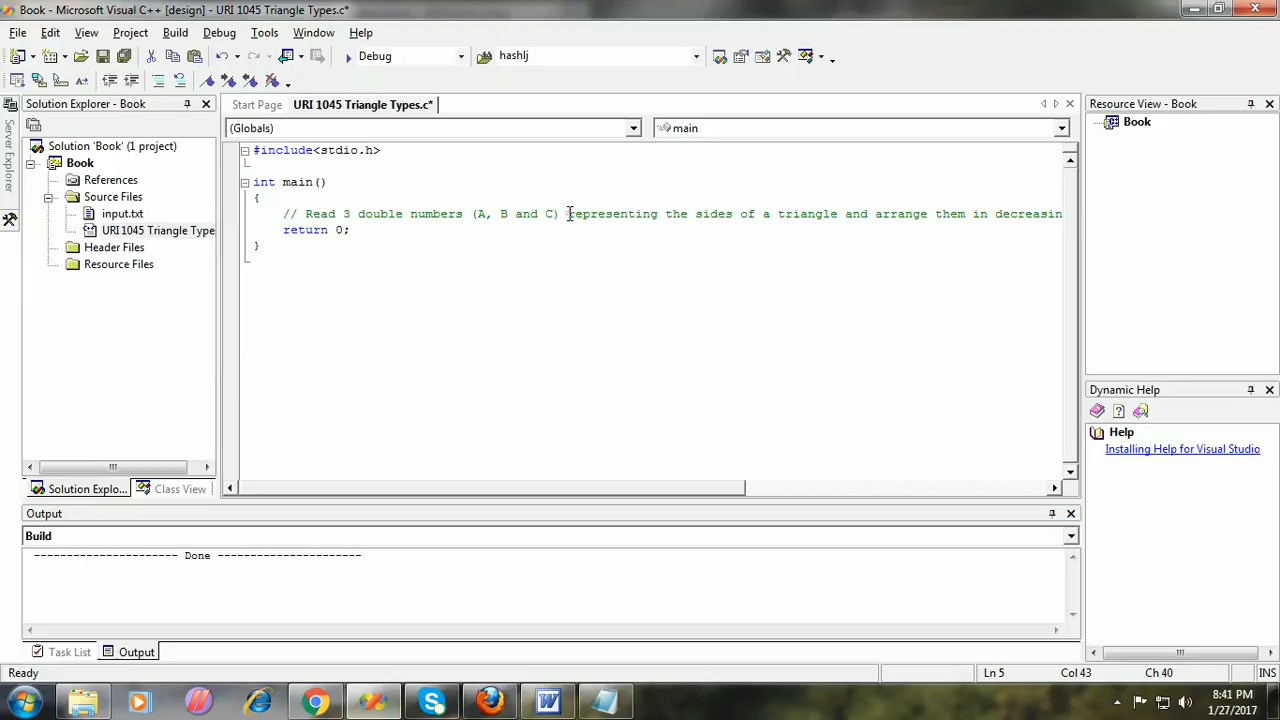 Book - Microsoft Visual C++ [design] - URI 1045 Triangle Types.c*
File Edit View Project Build Debug Tools Window Help
Debug hashlj
Solution Explorer - Book
Start Page URI 1045 Triangle Types.c*
Resource View - Book
Server Explorer
(Globals) main
Book
Solution 'Book' (1 project)
Book
References
Source Files
input.txt
URI 1045 Triangle Type
Header Files
Resource Files
#include<stdio.h>
int main()
{
// Read 3 double numbers (A, B and C) representing the sides of a triangle and arrange them in decreasin
return 0;
}
Dynamic Help
Help
Installing Help for Visual Studio
Solution Explo... Class View
Output
Build
---------------------- Done ----------------------
Task List Output
Ready Ln 5 Col 43 Ch 40 INS
8:41 PM
1/27/2017